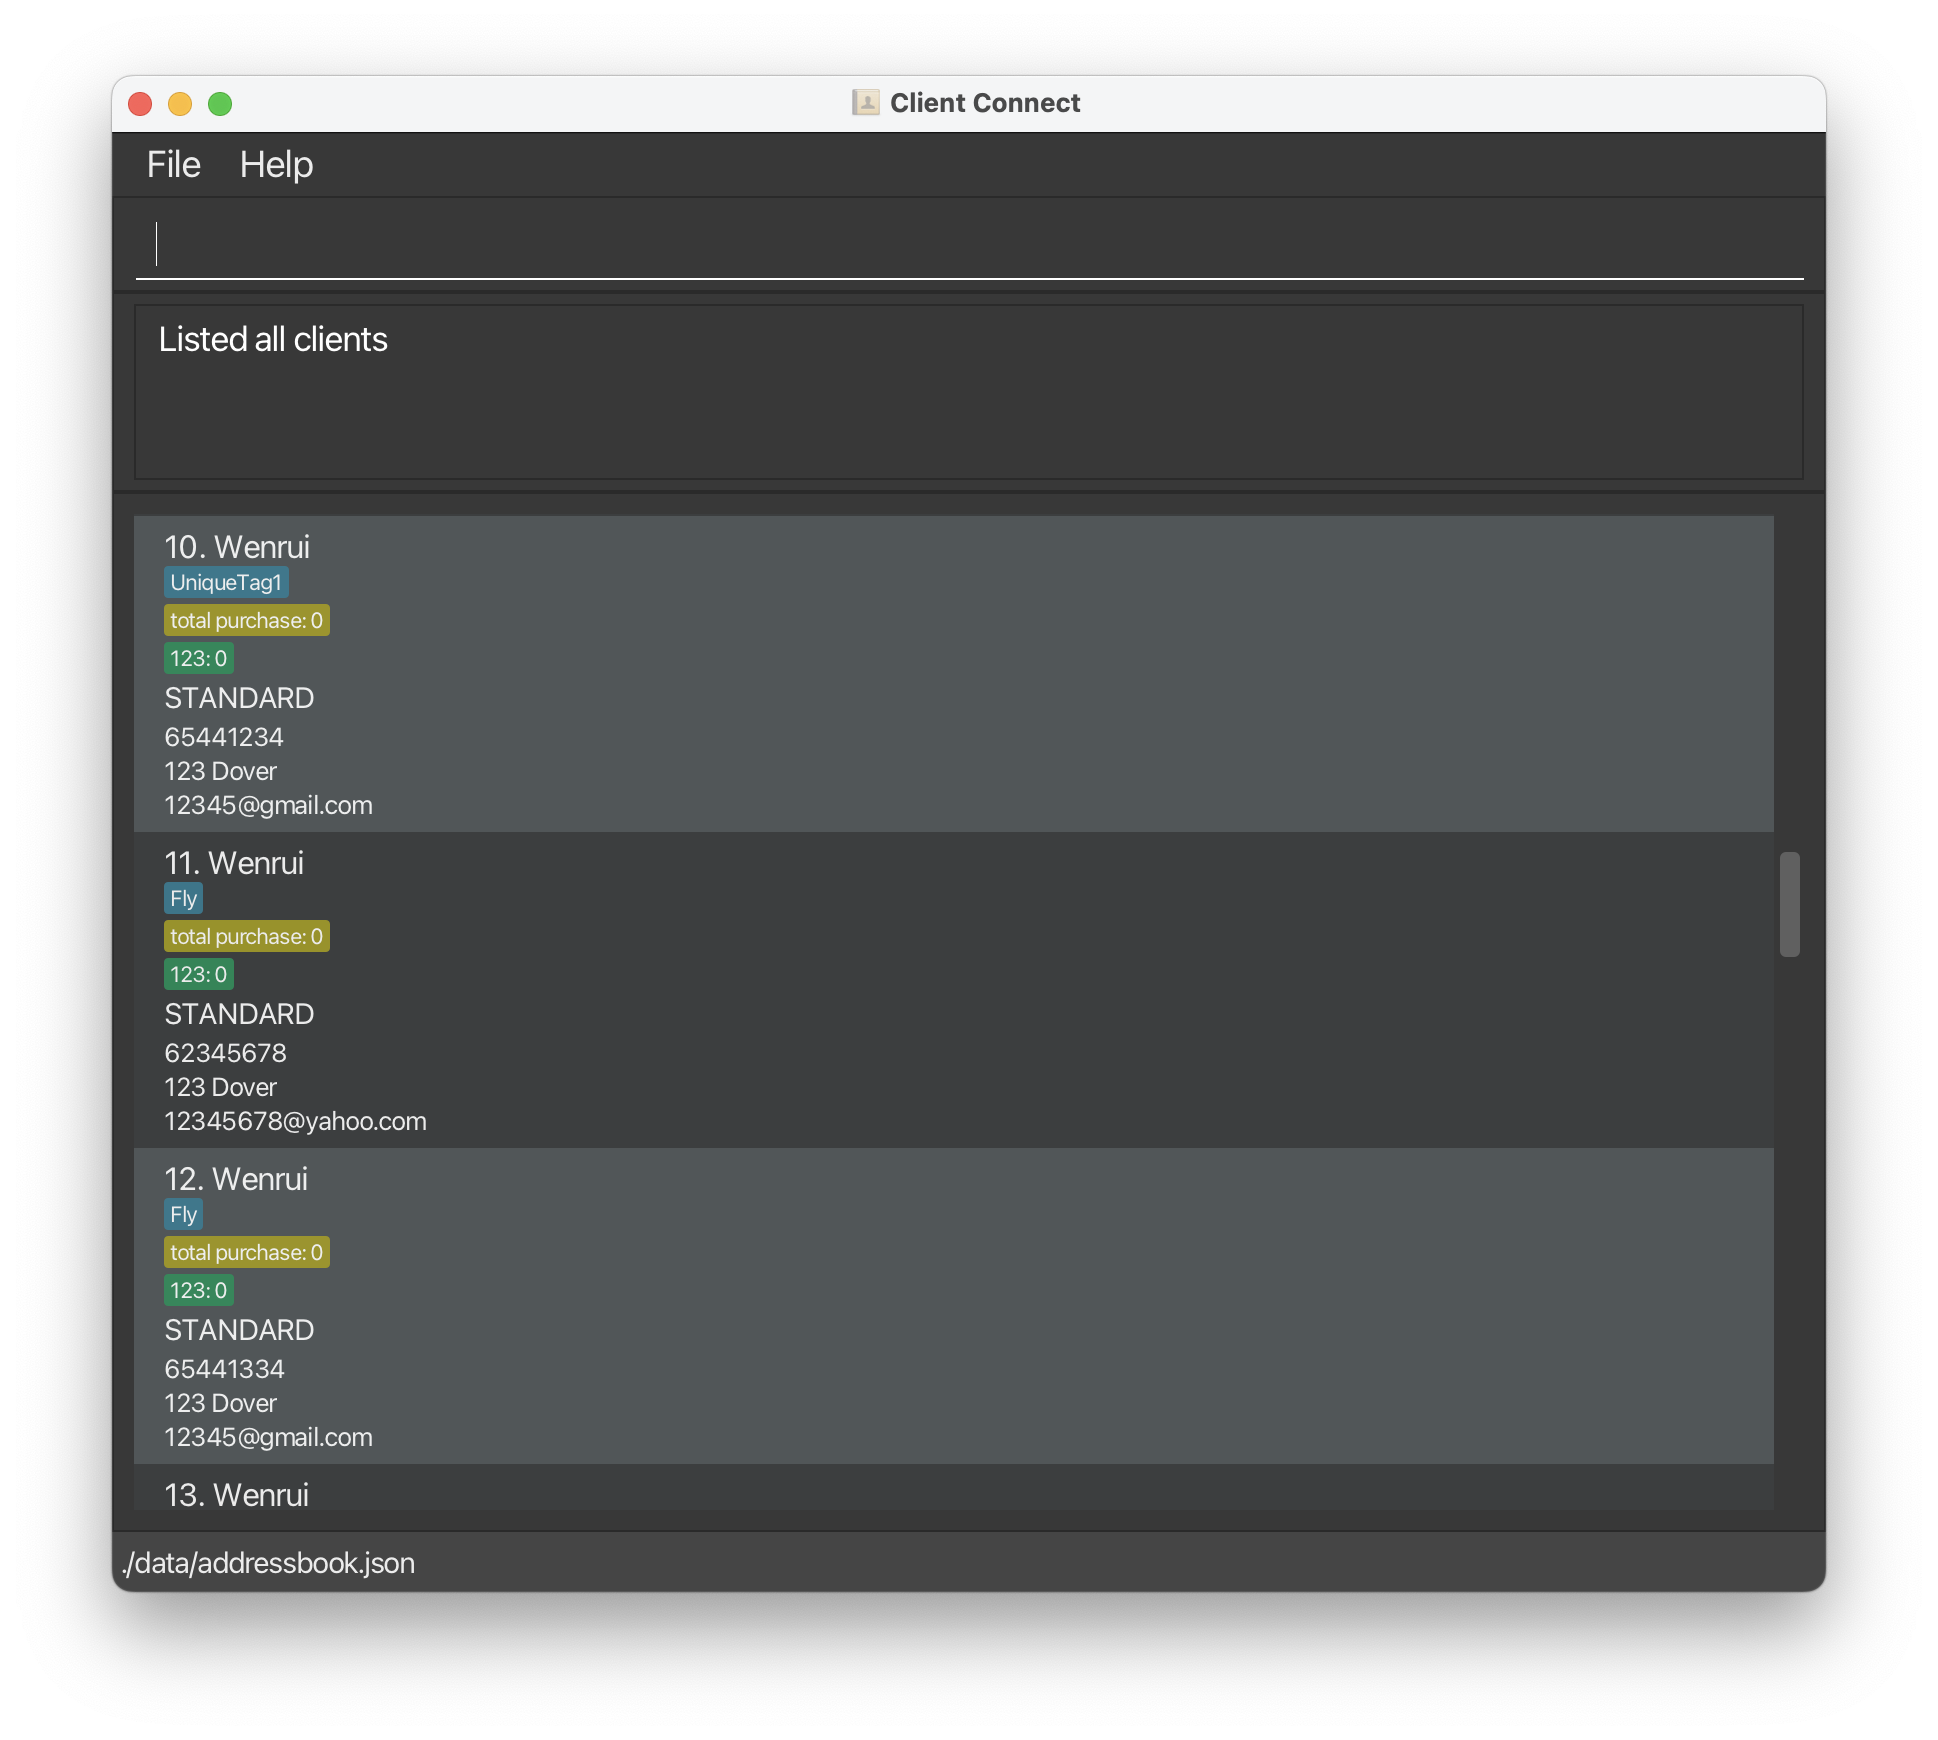 Client Connect
File Help
Listed all clients
10. Wenrui
UniqueTag1
total purchase: 0
123: 0
STANDARD
65441234
123 Dover
12345@gmail.com
11. Wenrui
Fly
total purchase: 0
123: 0
STANDARD
62345678
123 Dover
12345678@yahoo.com
12. Wenrui
Fly
total purchase: 0
123: 0
STANDARD
65441334
123 Dover
12345@gmail.com
13. Wenrui
./data/addressbook.json